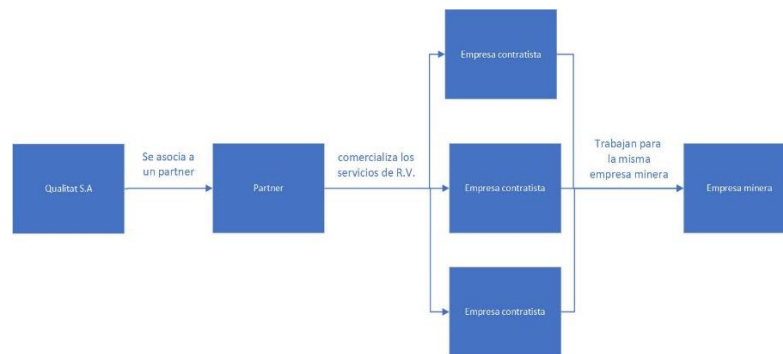 Qualitat S.A
Se asocia a
un partner
Partner
comercializa los
servicios de R.V.
Empresa contratista
Empresa contratista
Empresa contratista
Trabajan para
la misma
empresa minera
Empresa minera